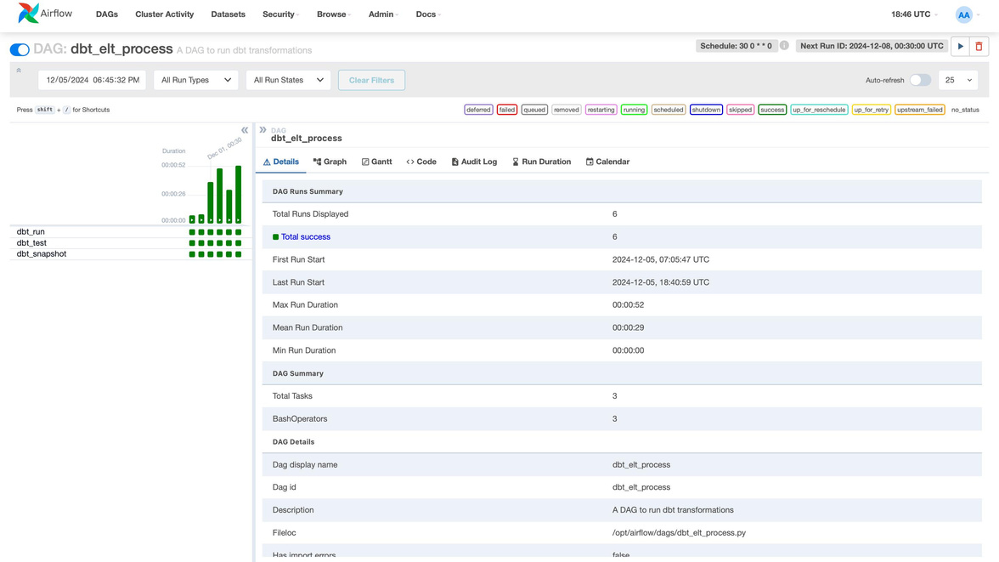 Airflow DAGs Cluster Activity Datasets Security Browse Admin Docs 18:46 UTC AA
DAG: dbt_elt_process A DAG to run dbt transformations Schedule: 30 0 * * 0 Next Run ID: 2024-12-08, 00:30:00 UTC
12/05/2024 06:45:32 PM All Run Types All Run States Clear Filters Auto-refresh 25
Press shift + / for Shortcuts deferred failed queued removed restarting running scheduled shutdown skipped success up_for_reschedule up_for_retry upstream_failed no_status
DAG
dbt_elt_process
Dec 01, 00:30
Duration
00:00:52
00:00:26
00:00:00
dbt_run
dbt_test
dbt_snapshot
Details Graph Gantt Code Audit Log Run Duration Calendar
DAG Runs Summary
Total Runs Displayed 6
Total success 6
First Run Start 2024-12-05, 07:05:47 UTC
Last Run Start 2024-12-05, 18:40:59 UTC
Max Run Duration 00:00:52
Mean Run Duration 00:00:29
Min Run Duration 00:00:00
DAG Summary
Total Tasks 3
BashOperators 3
DAG Details
Dag display name dbt_elt_process
Dag id dbt_elt_process
Description A DAG to run dbt transformations
Fileloc /opt/airflow/dags/dbt_elt_process.py
Has import errors false